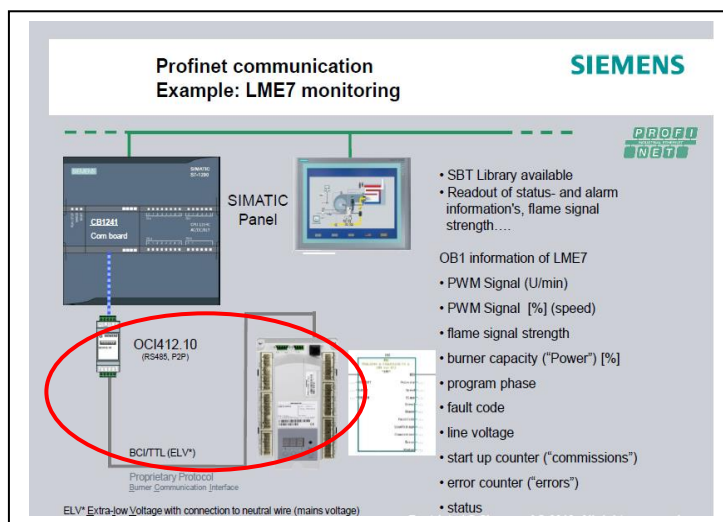 Profinet communication
Example: LME7 monitoring
SIEMENS
PROFI
NET
SIEMENS
SIMATIC
S7-1200
CB1241
Com board
SIMATIC
Panel
• SBT Library available
• Readout of status- and alarm
information's, flame signal
strength….
OB1 information of LME7
• PWM Signal (U/min)
• PWM Signal [%] (speed)
• flame signal strength
• burner capacity ("Power") [%]
• program phase
• fault code
• line voltage
• start up counter ("commissions")
• error counter ("errors")
• status
OCI412.10
(RS485, P2P)
BCI/TTL (ELV*)
Proprietary Protocol
Burner Communication Interface
ELV* Extra-low Voltage with connection to neutral wire (mains voltage)